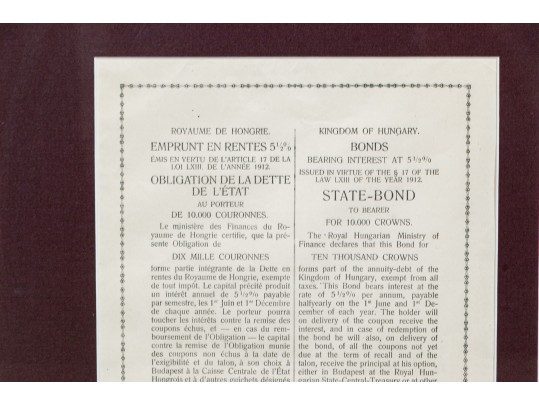 ROYAUME DE HONGRIE.
EMPRUNT EN RENTES 5½%
ÉMIS EN VERTU DE L'ARTICLE 17 DE LA
LOI LXIII. DE L'ANNÉE 1912.
OBLIGATION DE LA DETTE
DE L'ÉTAT
AU PORTEUR
DE 10.000 COURONNES.
Le ministère des Finances du Ro-
yaume de Hongrie certifie, que la pré-
sente Obligation de
DIX MILLE COURONNES
forme partie intégrante de la Dette en
rentes du Royaume de Hongrie, exempte
de tout impôt. Le capital précité produit
un intérêt annuel de 5½% payable
par semestre, les 1er Juin et 1er Décembre
de chaque année. Le porteur pourra
toucher les intérêts contre la remise des
coupons échus, et — en cas du rem-
boursement de l'Obligation — le capital
contre la remise de l'Obligation munie
des coupons non échus à la date de
l'exigibilité et du talon, à son choix à
Budapest à la Caisse Centrale de l'État
Hongrois et à d'autres guichets désignés
KINGDOM OF HUNGARY.
BONDS
BEARING INTEREST AT 5½%
ISSUED IN VIRTUE OF THE § 17 OF THE
LAW LXIII OF THE YEAR 1912.
STATE-BOND
TO BEARER
FOR 10.000 CROWNS.
The Royal Hungarian Ministry of
Finance declares that this Bond for
TEN THOUSAND CROWNS
forms part of the annuity-debt of the
Kingdom of Hungary, exempt from all
taxes. This Bond bears interest at the
rate of 5½% per annum, payable
halfyearly on the 1st June and 1st De-
cember of each year. The holder will
on delivery of the coupon receive the
interest, and in case of redemption of
the bond he will also, on delivery of
the bond, of all the coupons not yet
due at the term of recall and of the
talon, receive the principal at his option,
either in Budapest at the Royal Hun-
garian State-Central-Treasure or at other